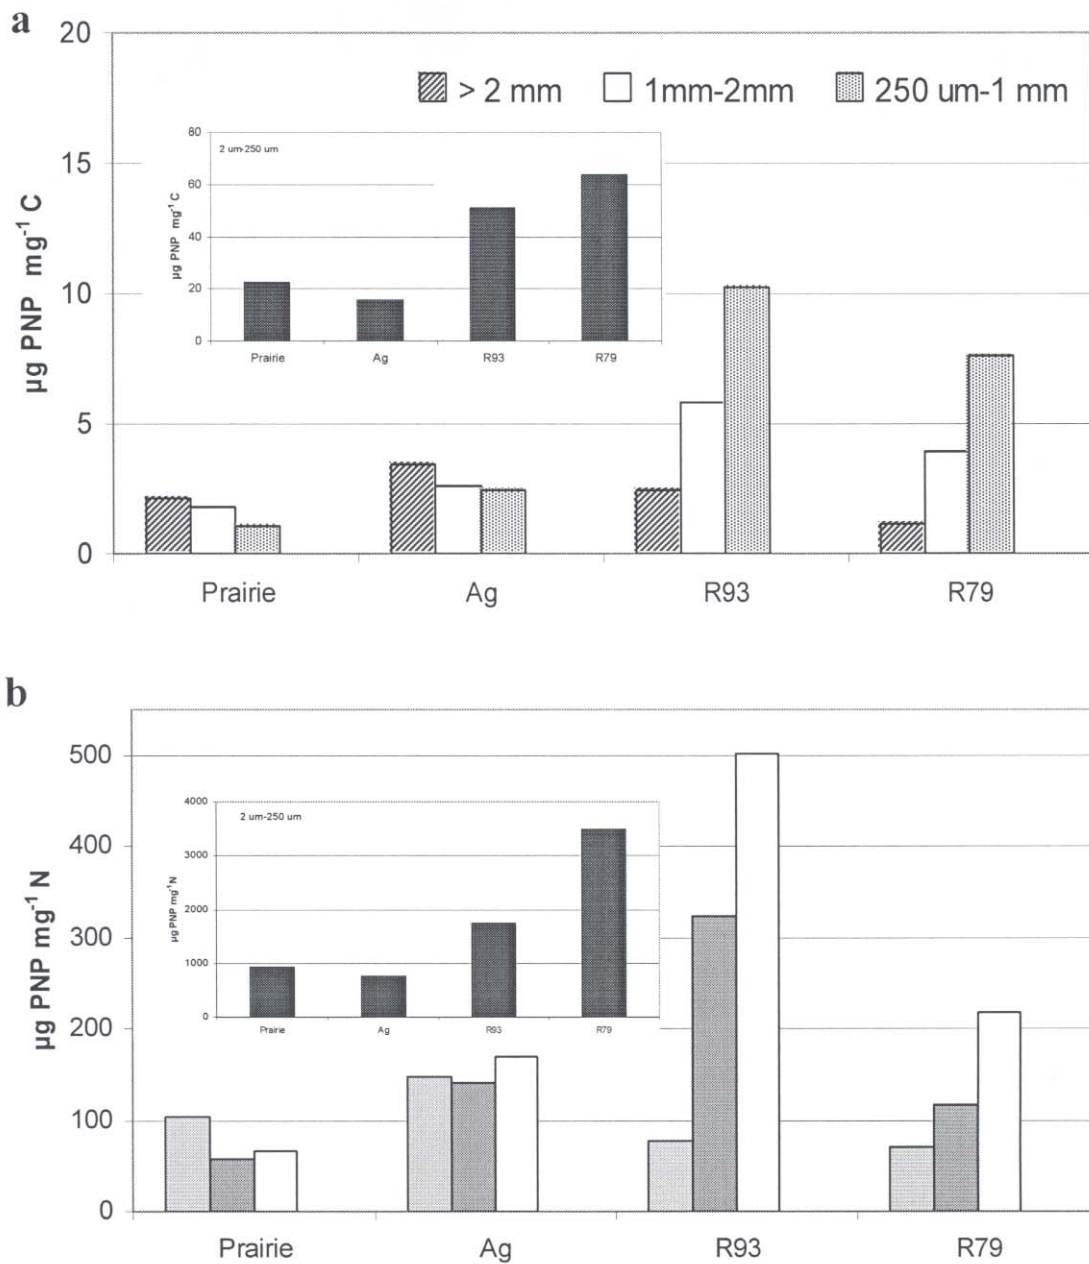 a
20
15
10
5
0
µg PNP mg⁻¹ C
> 2 mm 1mm-2mm 250 um-1 mm
80
60
40
20
0
µg PNP mg⁻¹ C
2 um-250 um
Prairie Ag R93 R79
Prairie Ag R93 R79
b
500
400
300
200
100
0
µg PNP mg⁻¹ N
4000
3000
2000
1000
0
µg PNP mg⁻¹ N
2 um-250 um
Prairie Ag R93 R79
Prairie Ag R93 R79